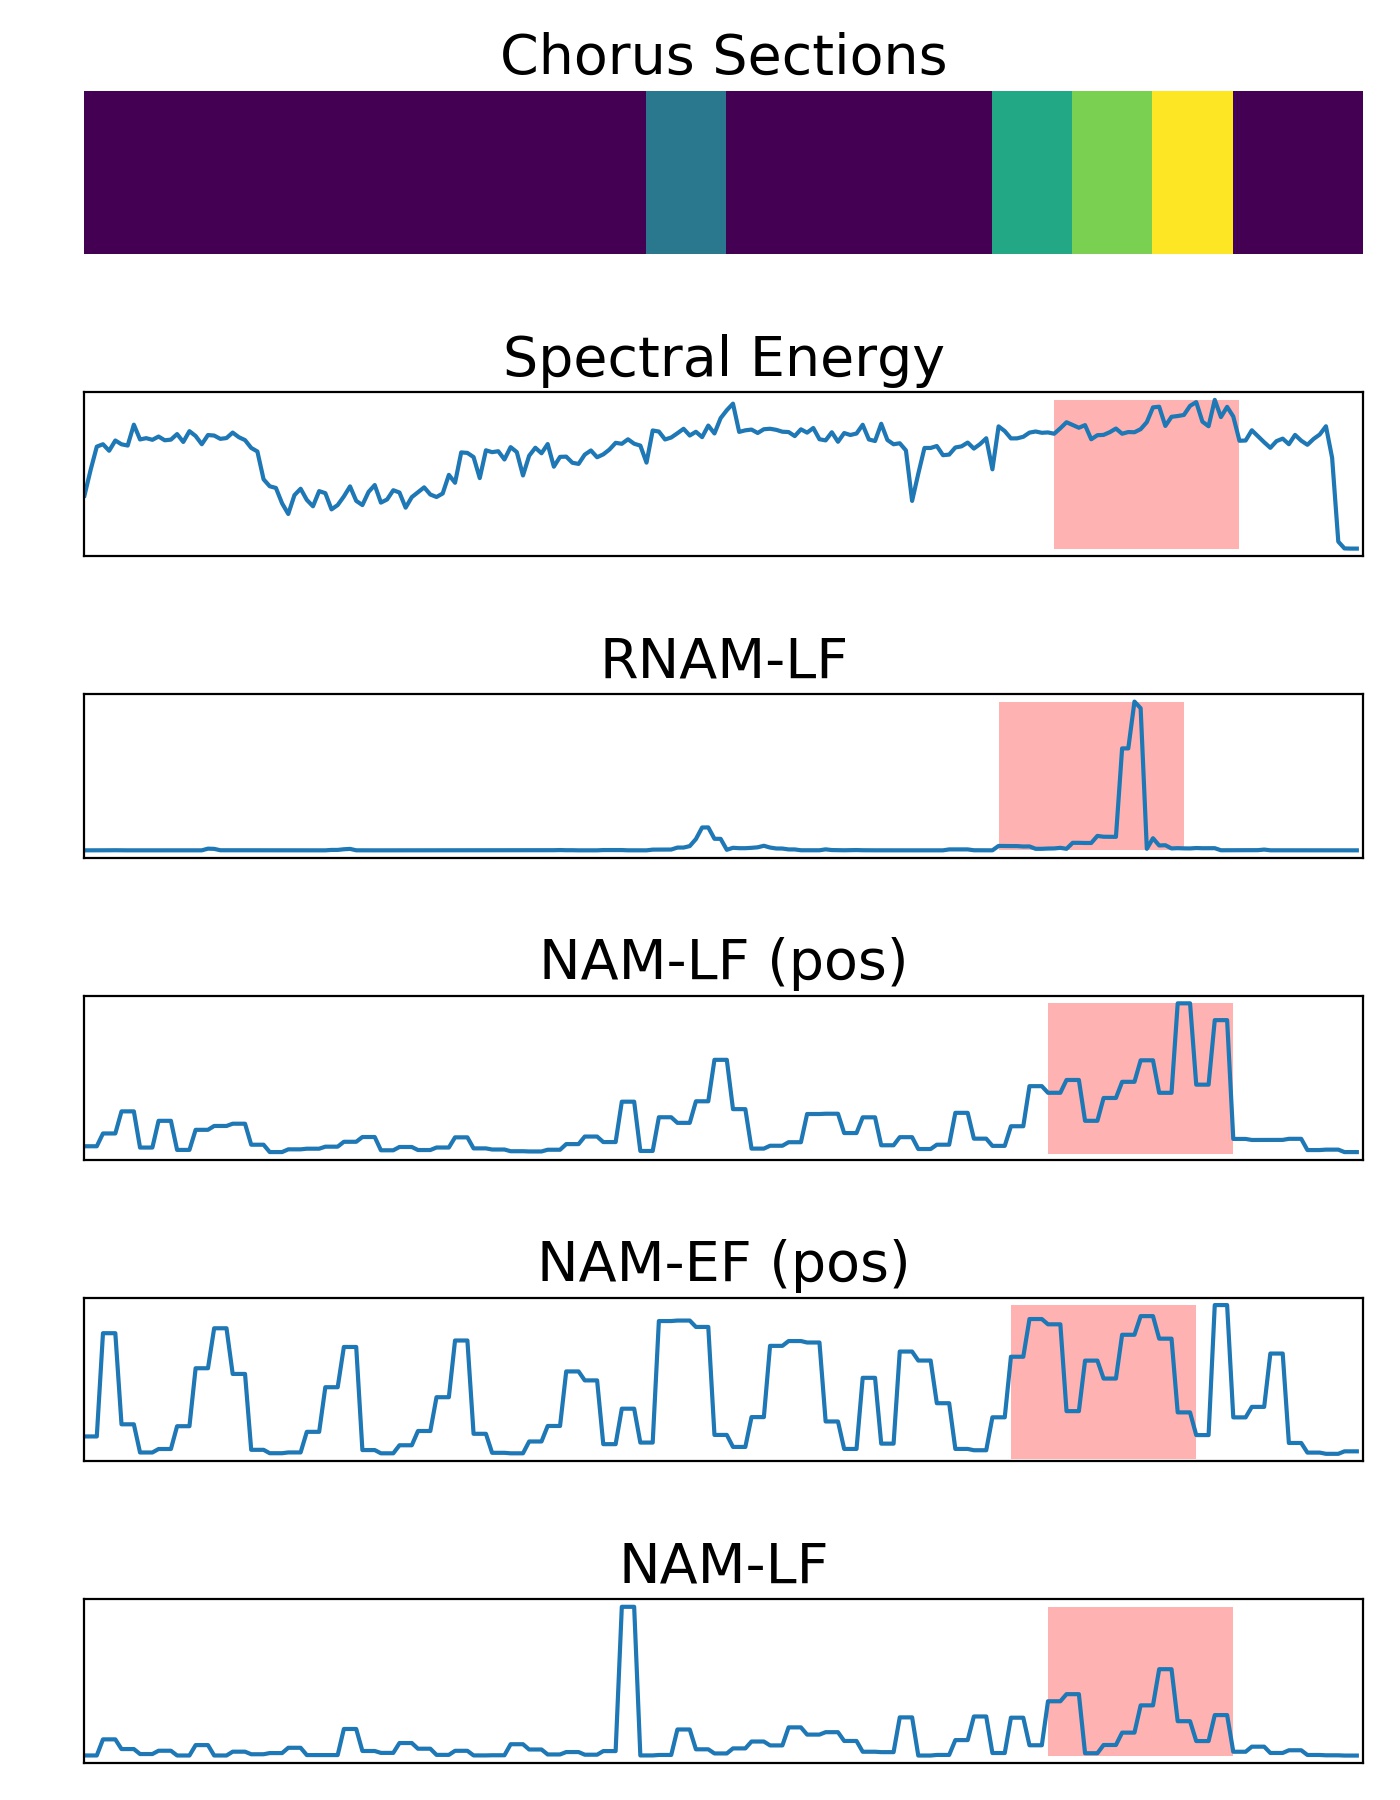 Chorus Sections
Spectral Energy
RNAM-LF
NAM-LF (pos)
NAM-EF (pos)
NAM-LF